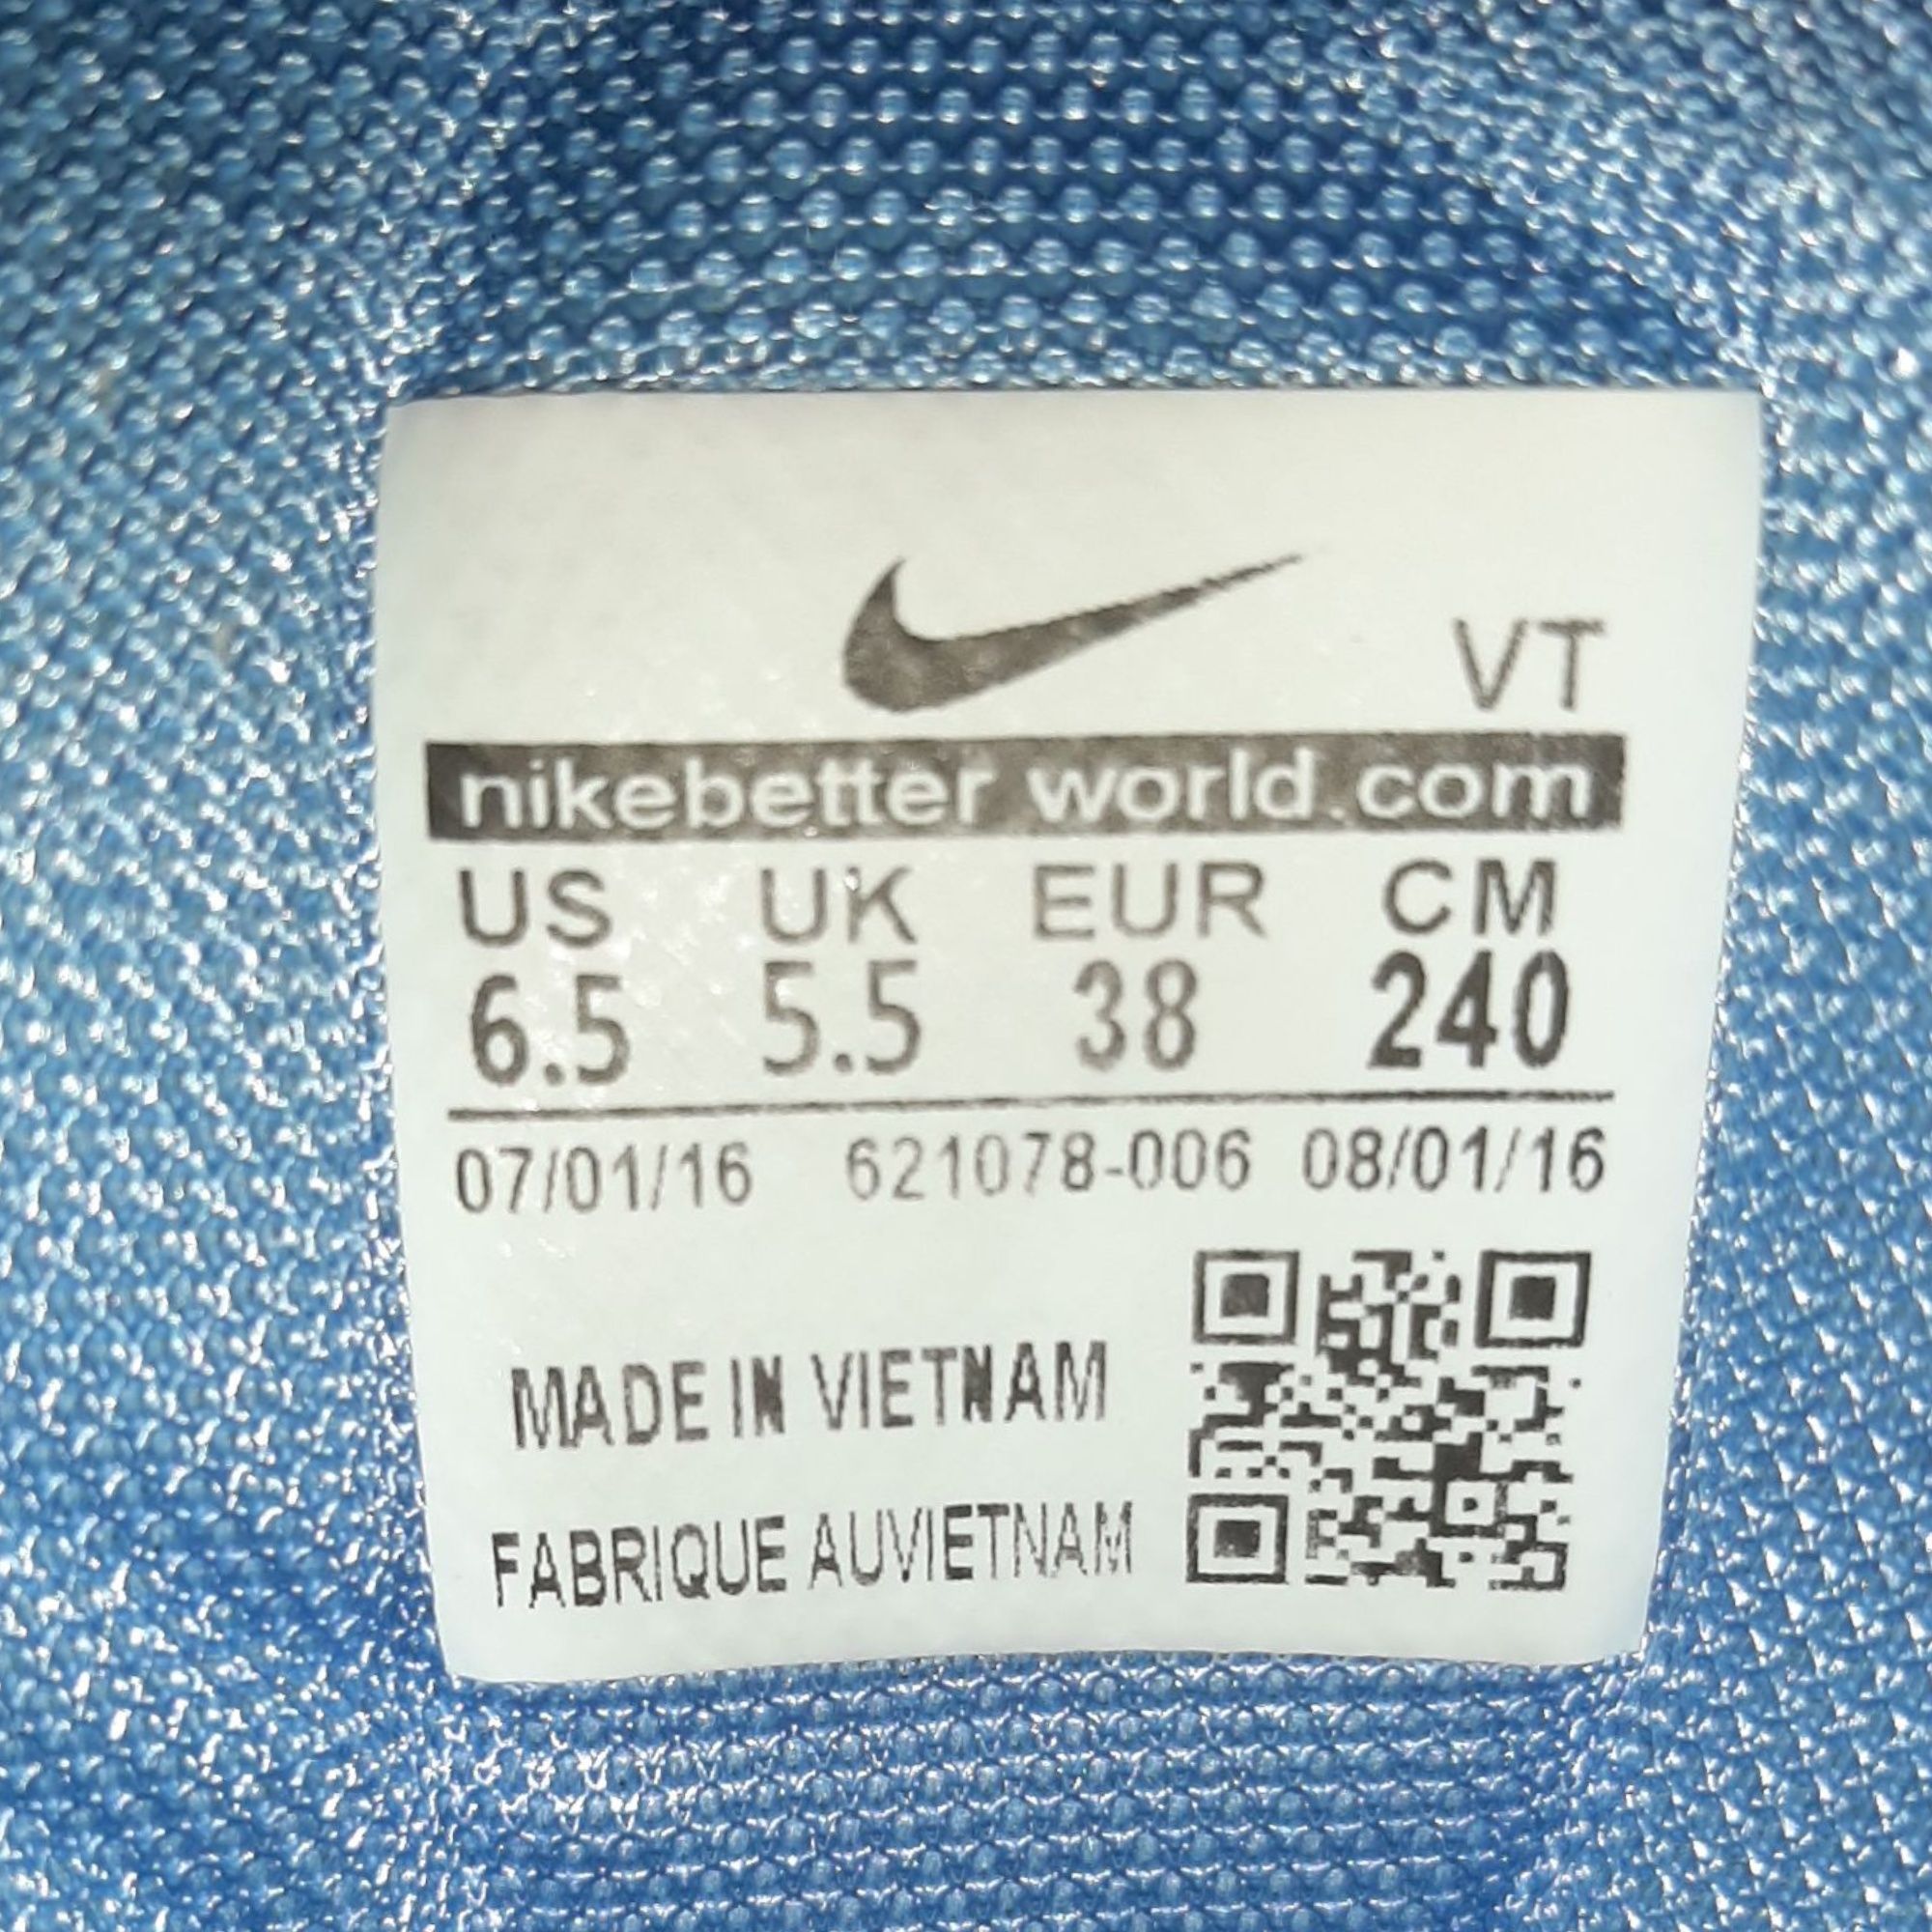 VT
nikebetter world.com
US UK EUR CM
6.5 5.5 38 240
07/01/16 621078-006 08/01/16
MADE IN VIETNAM
FABRIQUE AUVIETNAM